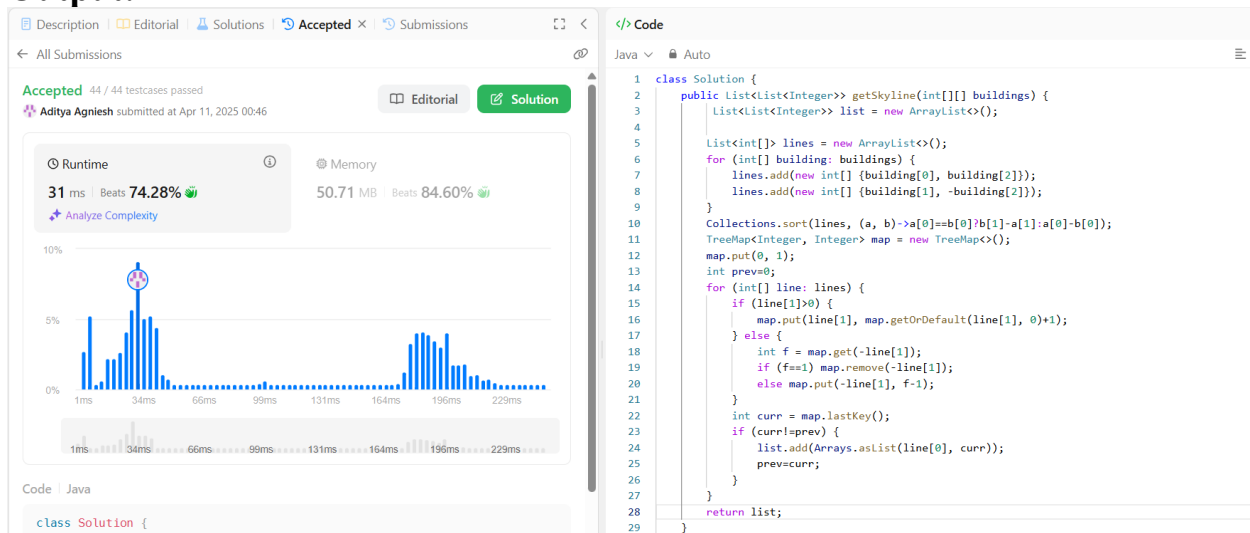 Description | Editorial | Solutions | Accepted × | Submissions
← All Submissions
Accepted 44 / 44 testcases passed
Aditya Agniesh submitted at Apr 11, 2025 00:46
Editorial
Solution
Runtime
31 ms | Beats 74.28%
Analyze Complexity
Memory
50.71 MB | Beats 84.60%
10%
5%
0%
1ms 34ms 66ms 99ms 131ms 164ms 196ms 229ms
1ms 34ms 66ms 99ms 131ms 164ms 196ms 229ms
Code | Java
class Solution {
</> Code
Java Auto
1 class Solution {
2 public List<List<Integer>> getSkyline(int[][] buildings) {
3 List<List<Integer>> list = new ArrayList<>();
4
5 List<int[]> lines = new ArrayList<>();
6 for (int[] building: buildings) {
7 lines.add(new int[] {building[0], building[2]});
8 lines.add(new int[] {building[1], -building[2]});
9 }
10 Collections.sort(lines, (a, b)->a[0]==b[0]?b[1]-a[1]:a[0]-b[0]);
11 TreeMap<Integer, Integer> map = new TreeMap<>();
12 map.put(0, 1);
13 int prev=0;
14 for (int[] line: lines) {
15 if (line[1]>0) {
16 map.put(line[1], map.getOrDefault(line[1], 0)+1);
17 } else {
18 int f = map.get(-line[1]);
19 if (f==1) map.remove(-line[1]);
20 else map.put(-line[1], f-1);
21 }
22 int curr = map.lastKey();
23 if (curr!=prev) {
24 list.add(Arrays.asList(line[0], curr));
25 prev=curr;
26 }
27 }
28 return list;
29 }